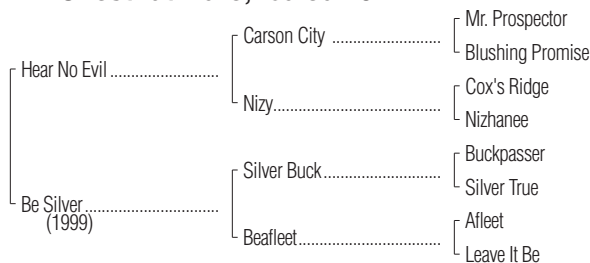 Mr. Prospector
Carson City ........................
Blushing Promise
Hear No Evil ........................
Cox's Ridge
Nizy.....................................
Nizhanee
Buckpasser
Silver Buck...........................
Silver True
Be Silver.............................
(1999)
Afleet
Beafleet...............................
Leave It Be